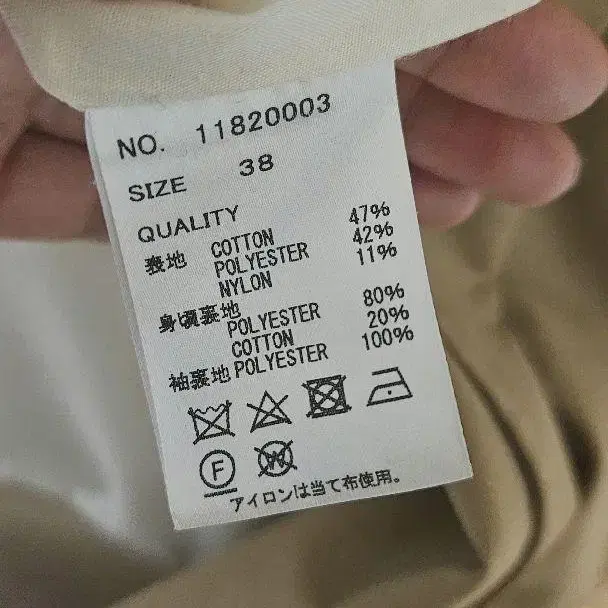 NO. 11820003
SIZE 38
QUALITY
表地 COTTON 47%
POLYESTER 42%
NYLON 11%
身頃裏地
POLYESTER 80%
COTTON 20%
袖裏地 POLYESTER 100%
F W
アイロンは当て布使用。